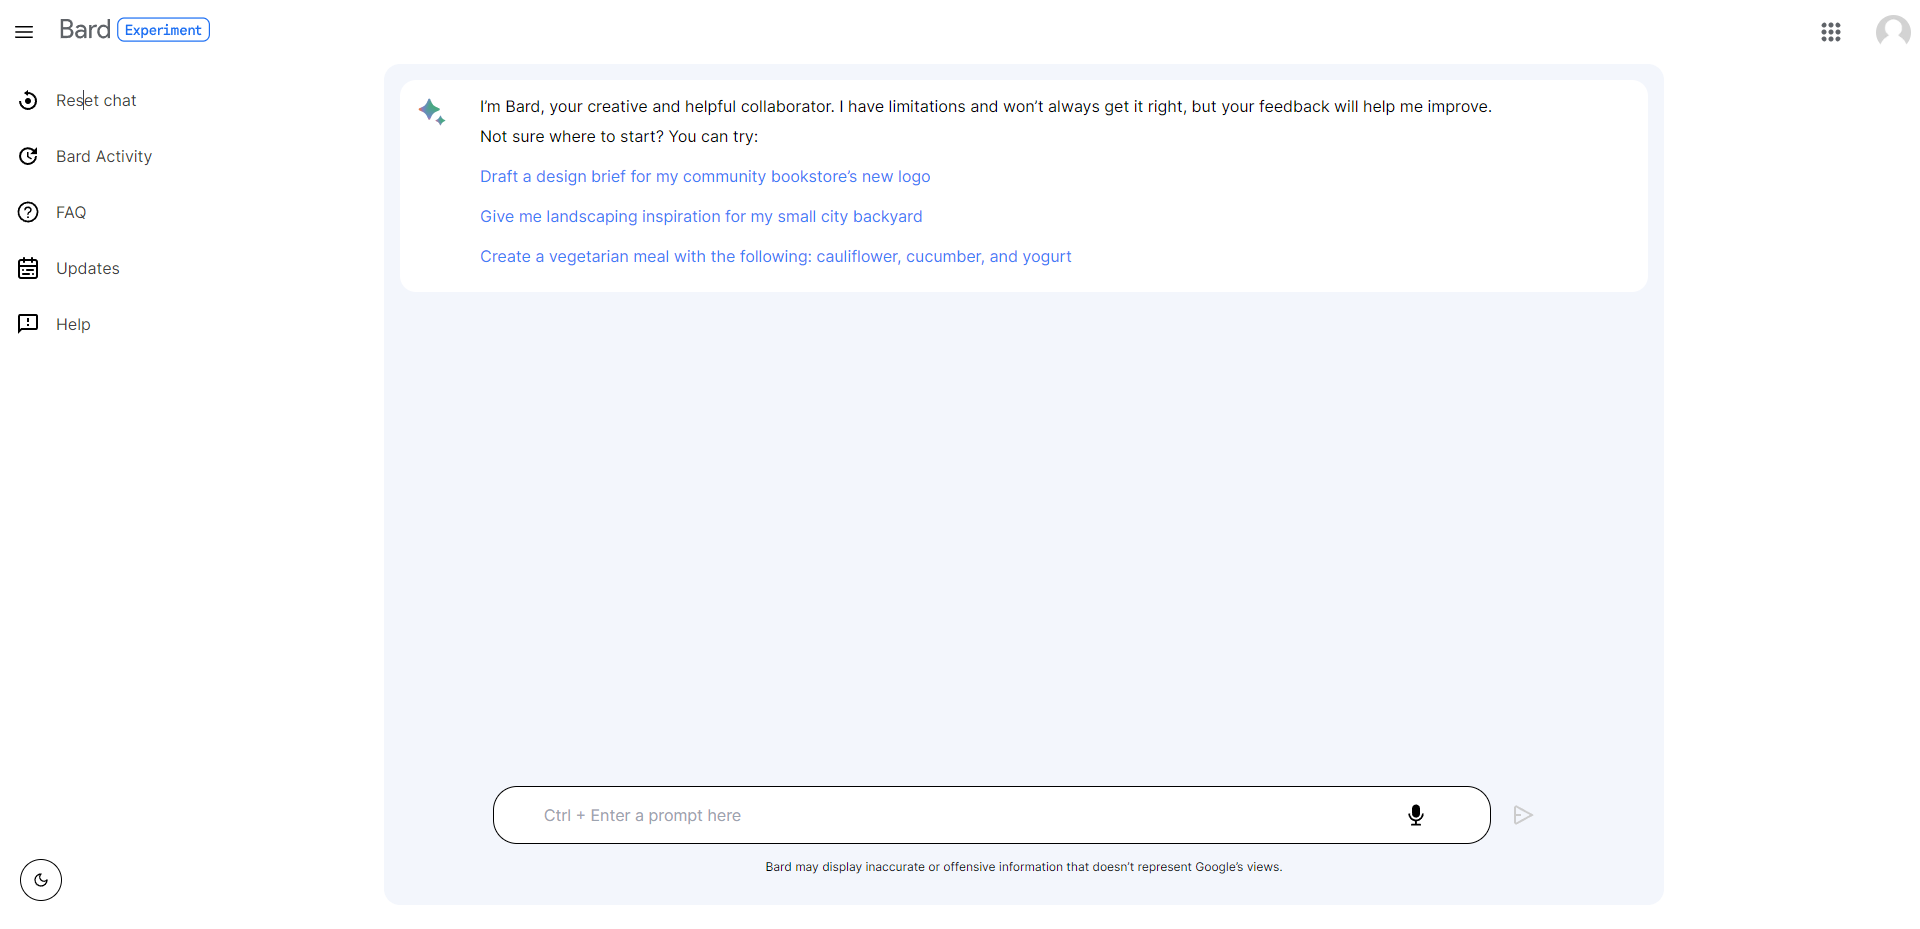 Bard Experiment
Reset chat
Bard Activity
FAQ
Updates
Help
I’m Bard, your creative and helpful collaborator. I have limitations and won’t always get it right, but your feedback will help me improve.
Not sure where to start? You can try:
Draft a design brief for my community bookstore’s new logo
Give me landscaping inspiration for my small city backyard
Create a vegetarian meal with the following: cauliflower, cucumber, and yogurt
Ctrl + Enter a prompt here
Bard may display inaccurate or offensive information that doesn’t represent Google’s views.